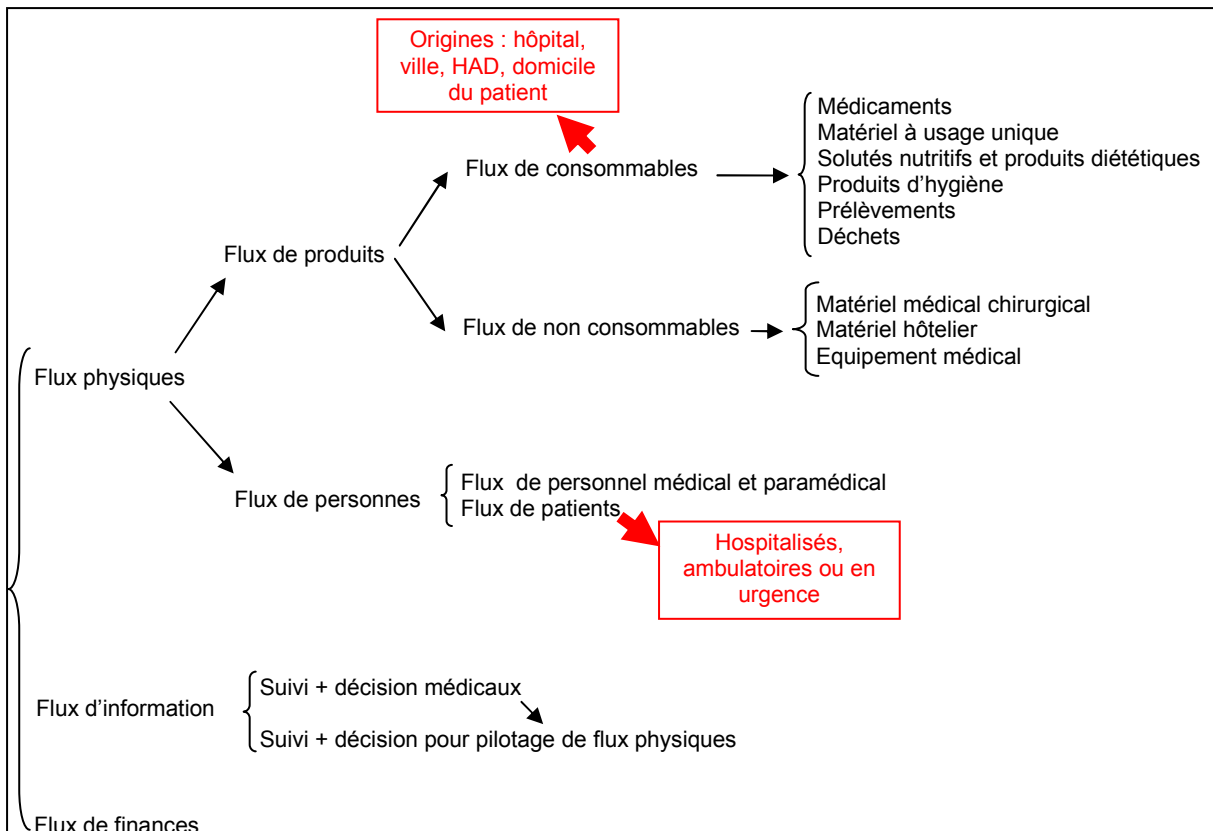 Origines : hôpital,
ville, HAD, domicile
du patient
Médicaments
Matériel à usage unique
Solutés nutritifs et produits diététiques
Produits d'hygiène
Prélèvements
Déchets
Flux de consommables
Flux de produits
Matériel médical chirurgical
Matériel hôtelier
Equipement médical
Flux de non consommables
Flux physiques
Flux de personnes
Flux de personnel médical et paramédical
Flux de patients
Hospitalisés,
ambulatoires ou en
urgence
Flux d'information
Suivi + décision médicaux
Suivi + décision pour pilotage de flux physiques
Flux de finances